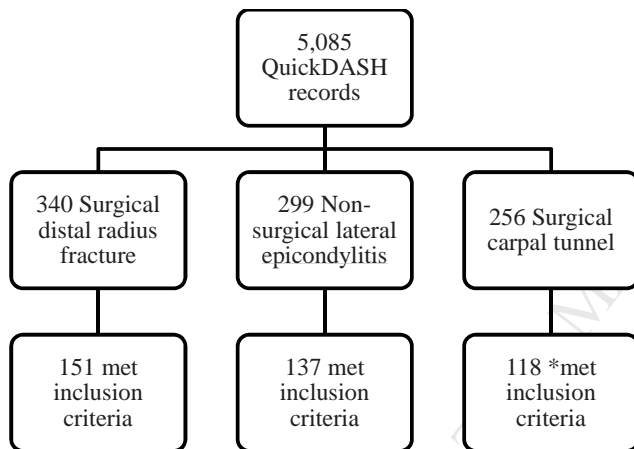 5,085
QuickDASH
records
340 Surgical
distal radius
fracture
299 Non-
surgical lateral
epicondylitis
256 Surgical
carpal tunnel
151 met
inclusion
criteria
137 met
inclusion
criteria
118 *met
inclusion
criteria